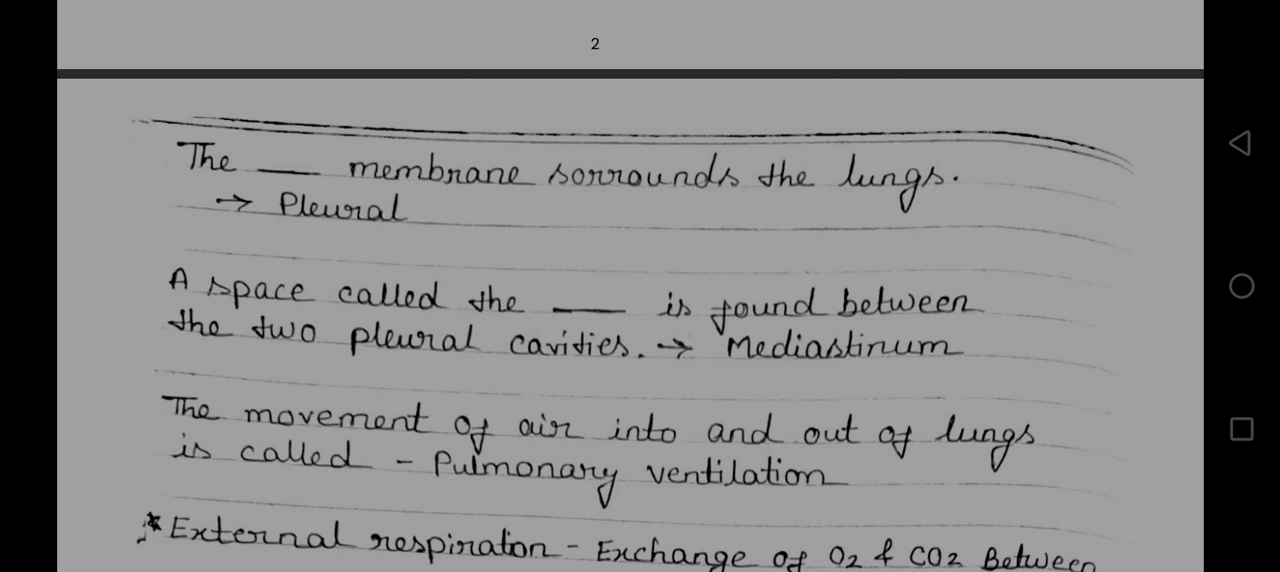 2
The ___ membrane sorrounds the lungs.
→ Pleural
A space called the ___ is found between
the two pleural cavities. → Mediastinum
The movement of air into and out of lungs
is called - Pulmonary ventilation
*External respiraton - Exchange of O2 & CO2 Between